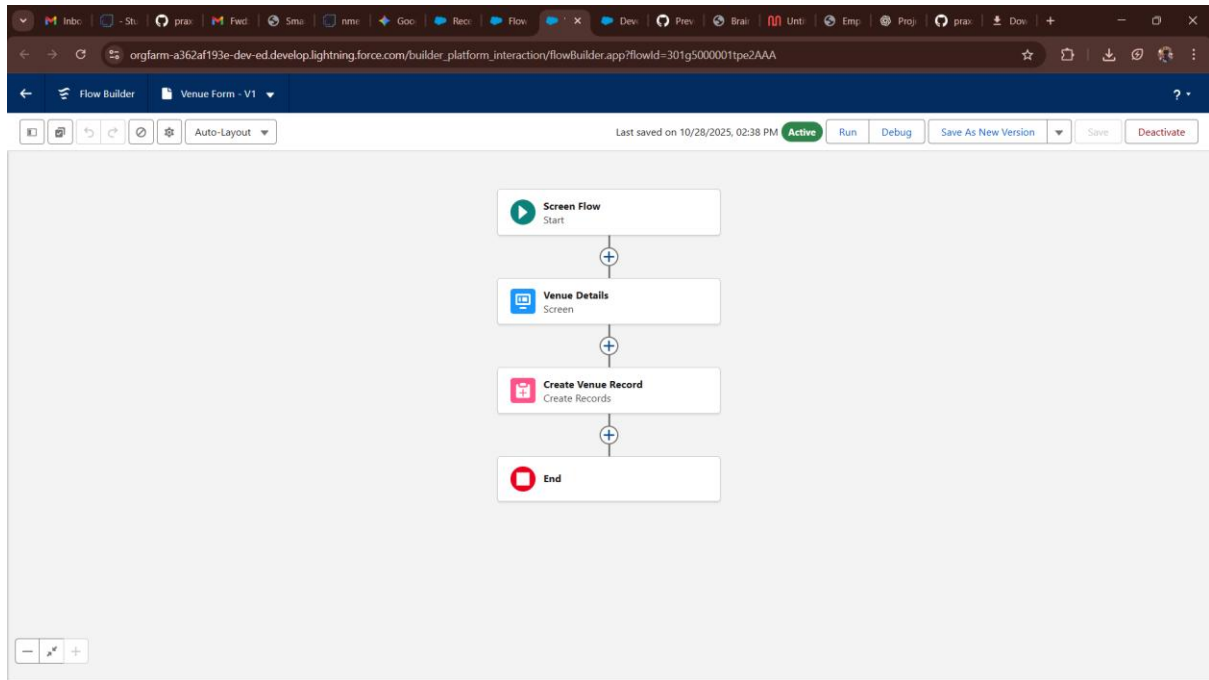 Inbo - Stu prax Fwd: Sma nme Goo Reco Flow Dev Prev Brai Unti Emp Proj prax Dow
orgfarm-a362af193e-dev-ed.develop.lightning.force.com/builder_platform_interaction/flowBuilder.app?flowId=301g5000001tpe2AAA
Flow Builder Venue Form - V1 ?
Auto-Layout Last saved on 10/28/2025, 02:38 PM Active Run Debug Save As New Version Save Deactivate
Screen Flow
Start
Venue Details
Screen
Create Venue Record
Create Records
End